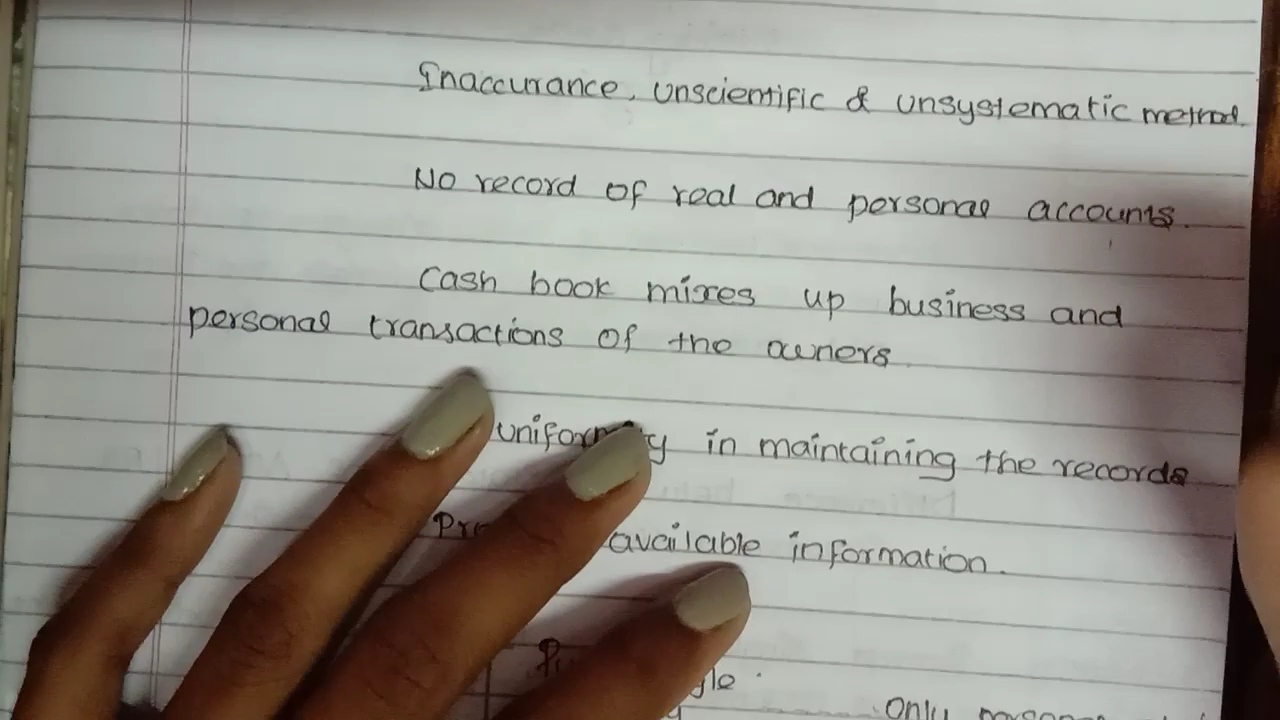 Inaccurance, unscientific & unsystematic method.
No record of real and personal accounts.
Cash book mixes up business and
personal transactions of the owners.
uniformity in maintaining the records
available information.
Only